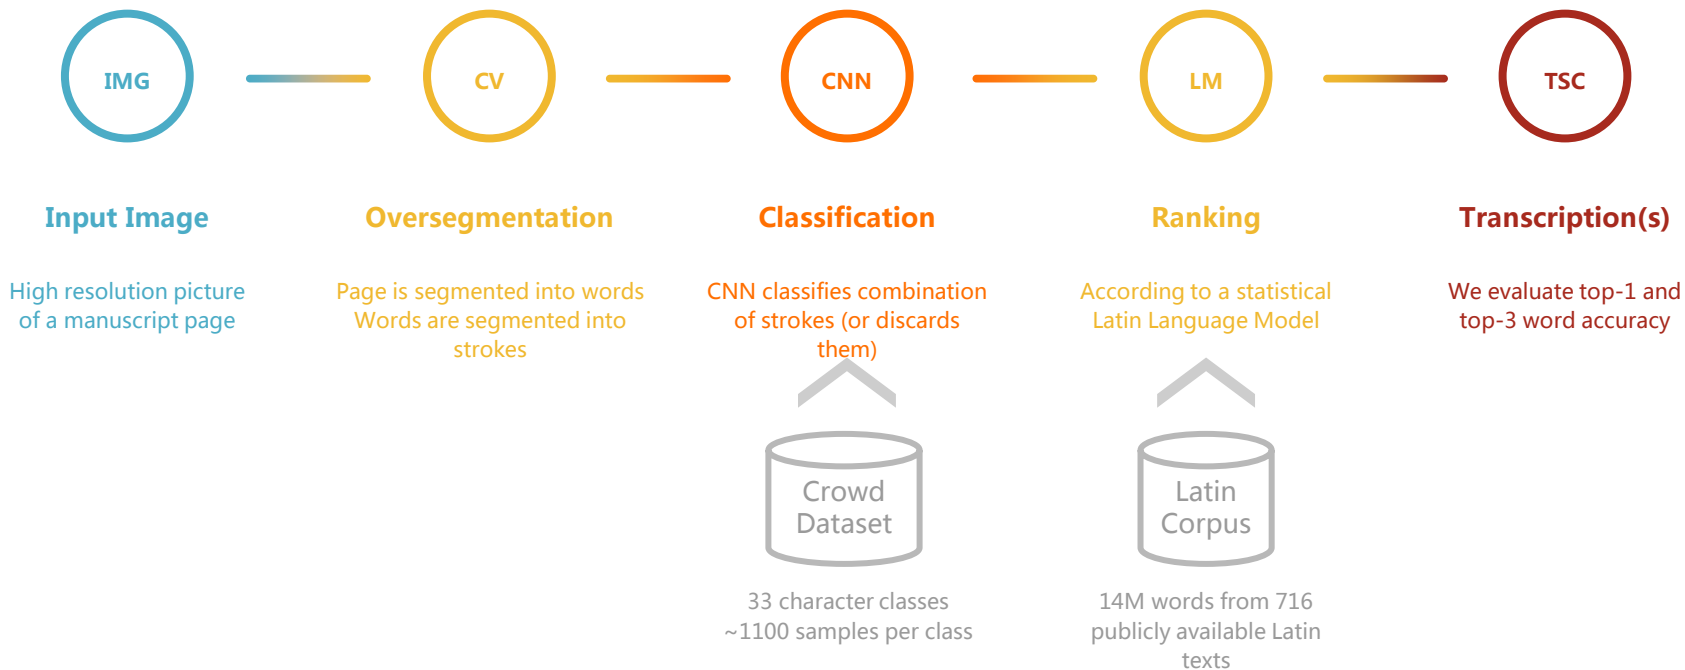 IMG
CV
CNN
LM
TSC
Input Image
Oversegmentation
Classification
Ranking
Transcription(s)
High resolution picture
of a manuscript page
Page is segmented into words
Words are segmented into
strokes
CNN classifies combination
of strokes (or discards
them)
According to a statistical
Latin Language Model
We evaluate top-1 and
top-3 word accuracy
Crowd
Dataset
Latin
Corpus
33 character classes
~1100 samples per class
14M words from 716
publicly available Latin
texts